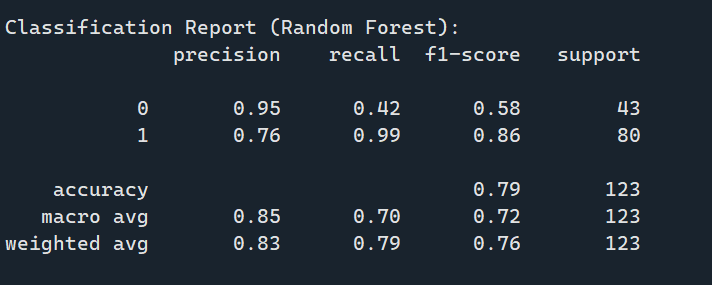 Classification Report (Random Forest):
precision recall f1-score support
0 0.95 0.42 0.58 43
1 0.76 0.99 0.86 80
accuracy 0.79 123
macro avg 0.85 0.70 0.72 123
weighted avg 0.83 0.79 0.76 123